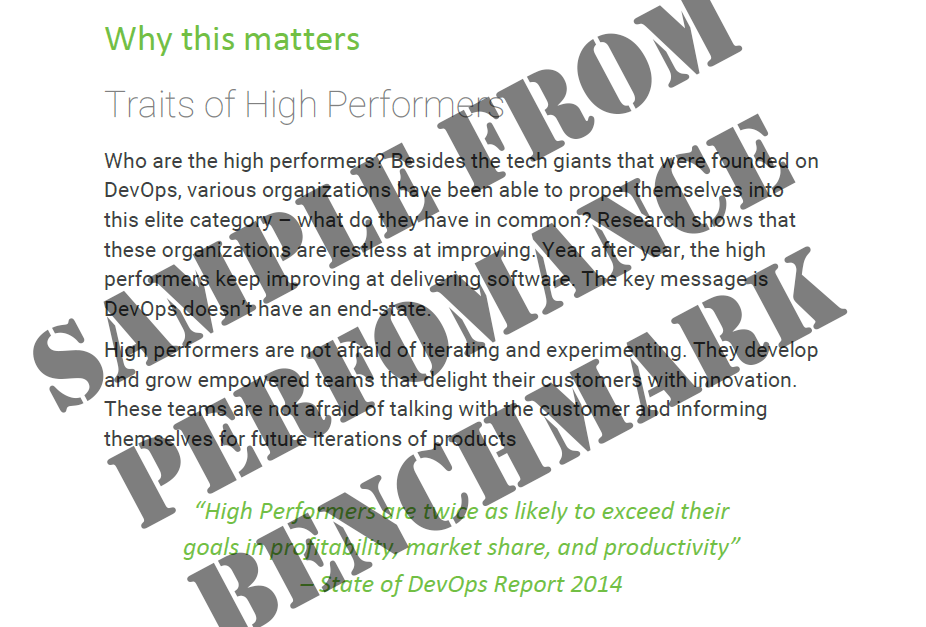 Why this matters
Traits of High Performers
Who are the high performers? Besides the tech giants that were founded on
DevOps, various organizations have been able to propel themselves into
this elite category – what do they have in common? Research shows that
these organizations are restless at improving. Year after year, the high
performers keep improving at delivering software. The key message is
DevOps doesn't have an end-state.
High performers are not afraid of iterating and experimenting. They develop
and grow empowered teams that delight their customers with innovation.
These teams are not afraid of talking with the customer and informing
themselves for future iterations of products
“High Performers are twice as likely to exceed their
goals in profitability, market share, and productivity”
– State of DevOps Report 2014
SAMPLE FROM
PERFOMANCE
BENCHMARK